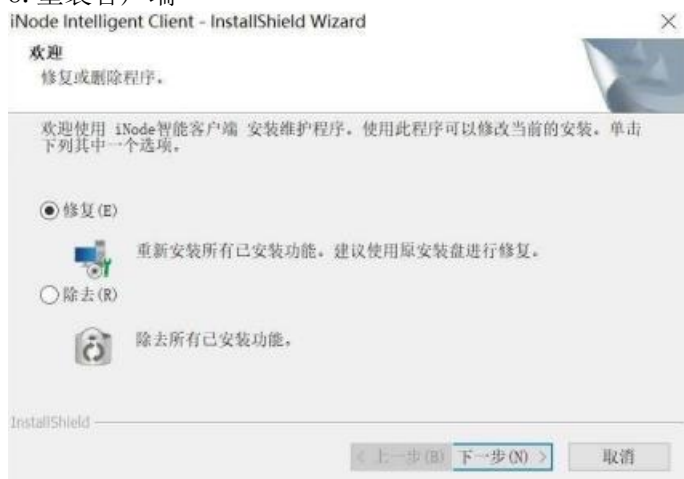 iNode Intelligent Client - InstallShield Wizard
欢迎
修复或删除程序。
欢迎使用 iNode智能客户端 安装维护程序。使用此程序可以修改当前的安装。单击
下列其中一个选项。
修复(E)
重新安装所有已安装功能。建议使用原安装盘进行修复。
除去(R)
除去所有已安装功能。
InstallShield
< 上一步(B)
下一步(N) >
取消